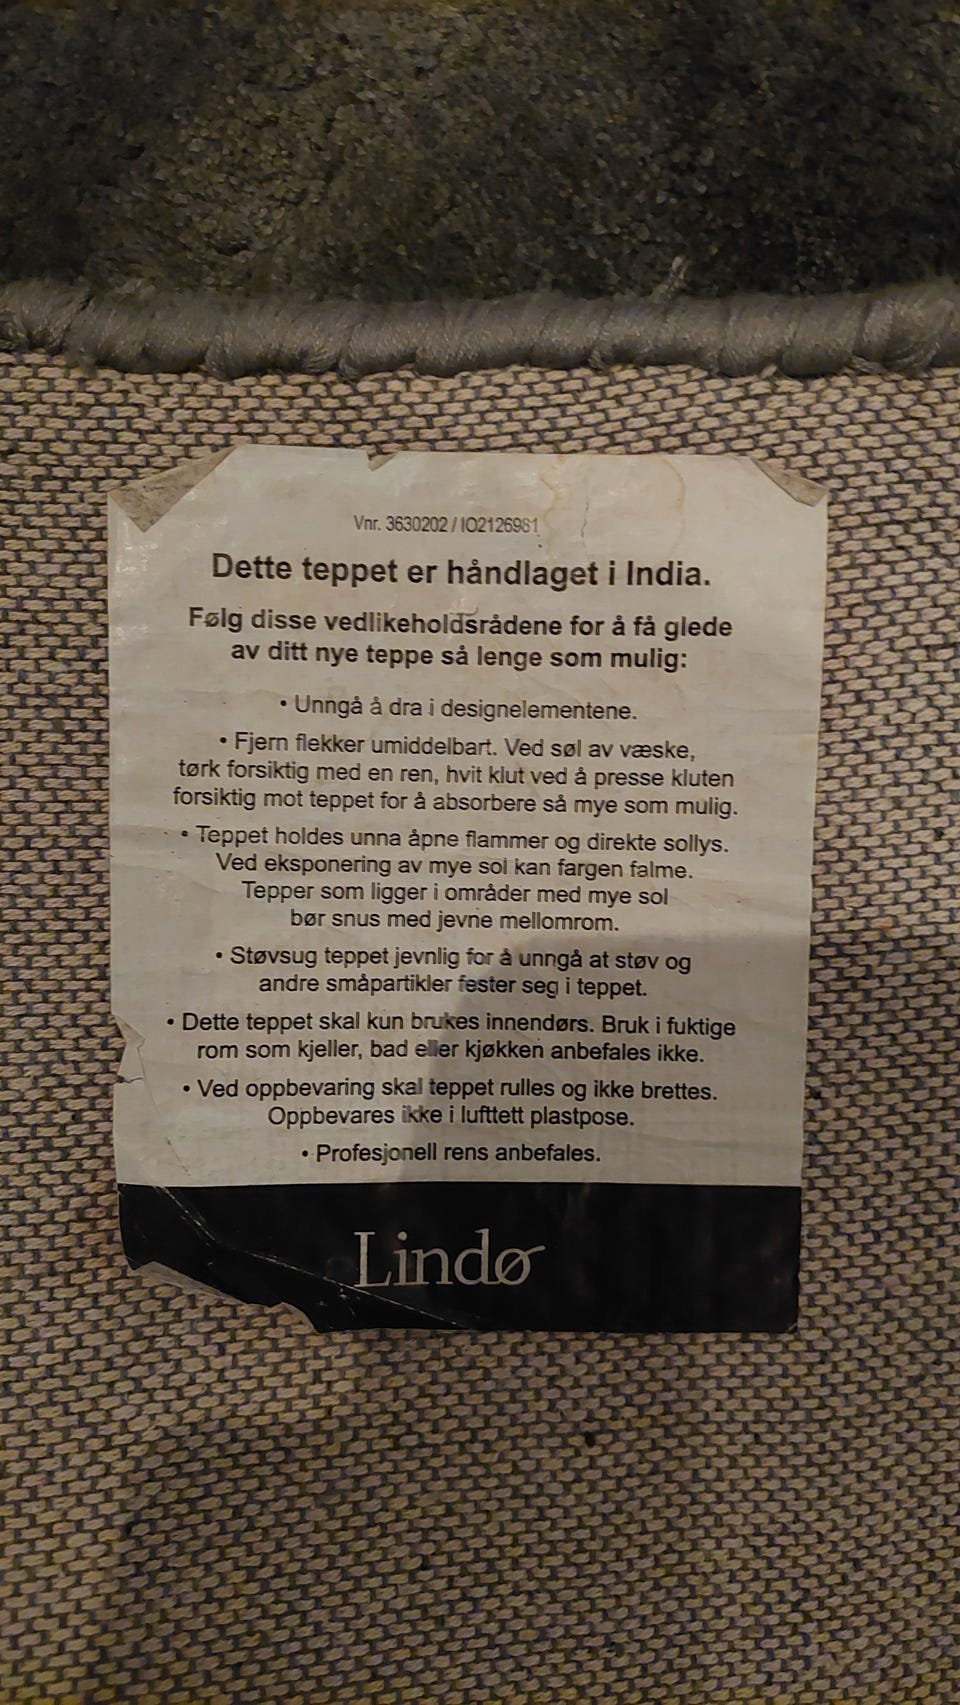 Vnr. 3630202 / IO2126981
Dette teppet er håndlaget i India.
Følg disse vedlikeholdsrådene for å få glede
av ditt nye teppe så lenge som mulig:
• Unngå å dra i designelementene.
• Fjern flekker umiddelbart. Ved søl av væske,
tørk forsiktig med en ren, hvit klut ved å presse kluten
forsiktig mot teppet for å absorbere så mye som mulig.
• Teppet holdes unna åpne flammer og direkte sollys.
Ved eksponering av mye sol kan fargen falme.
Tepper som ligger i områder med mye sol
bør snus med jevne mellomrom.
• Støvsug teppet jevnlig for å unngå at støv og
andre småpartikler fester seg i teppet.
• Dette teppet skal kun brukes innendørs. Bruk i fuktige
rom som kjeller, bad eller kjøkken anbefales ikke.
• Ved oppbevaring skal teppet rulles og ikke brettes.
Oppbevares ikke i lufttett plastpose.
• Profesjonell rens anbefales.
Lindø